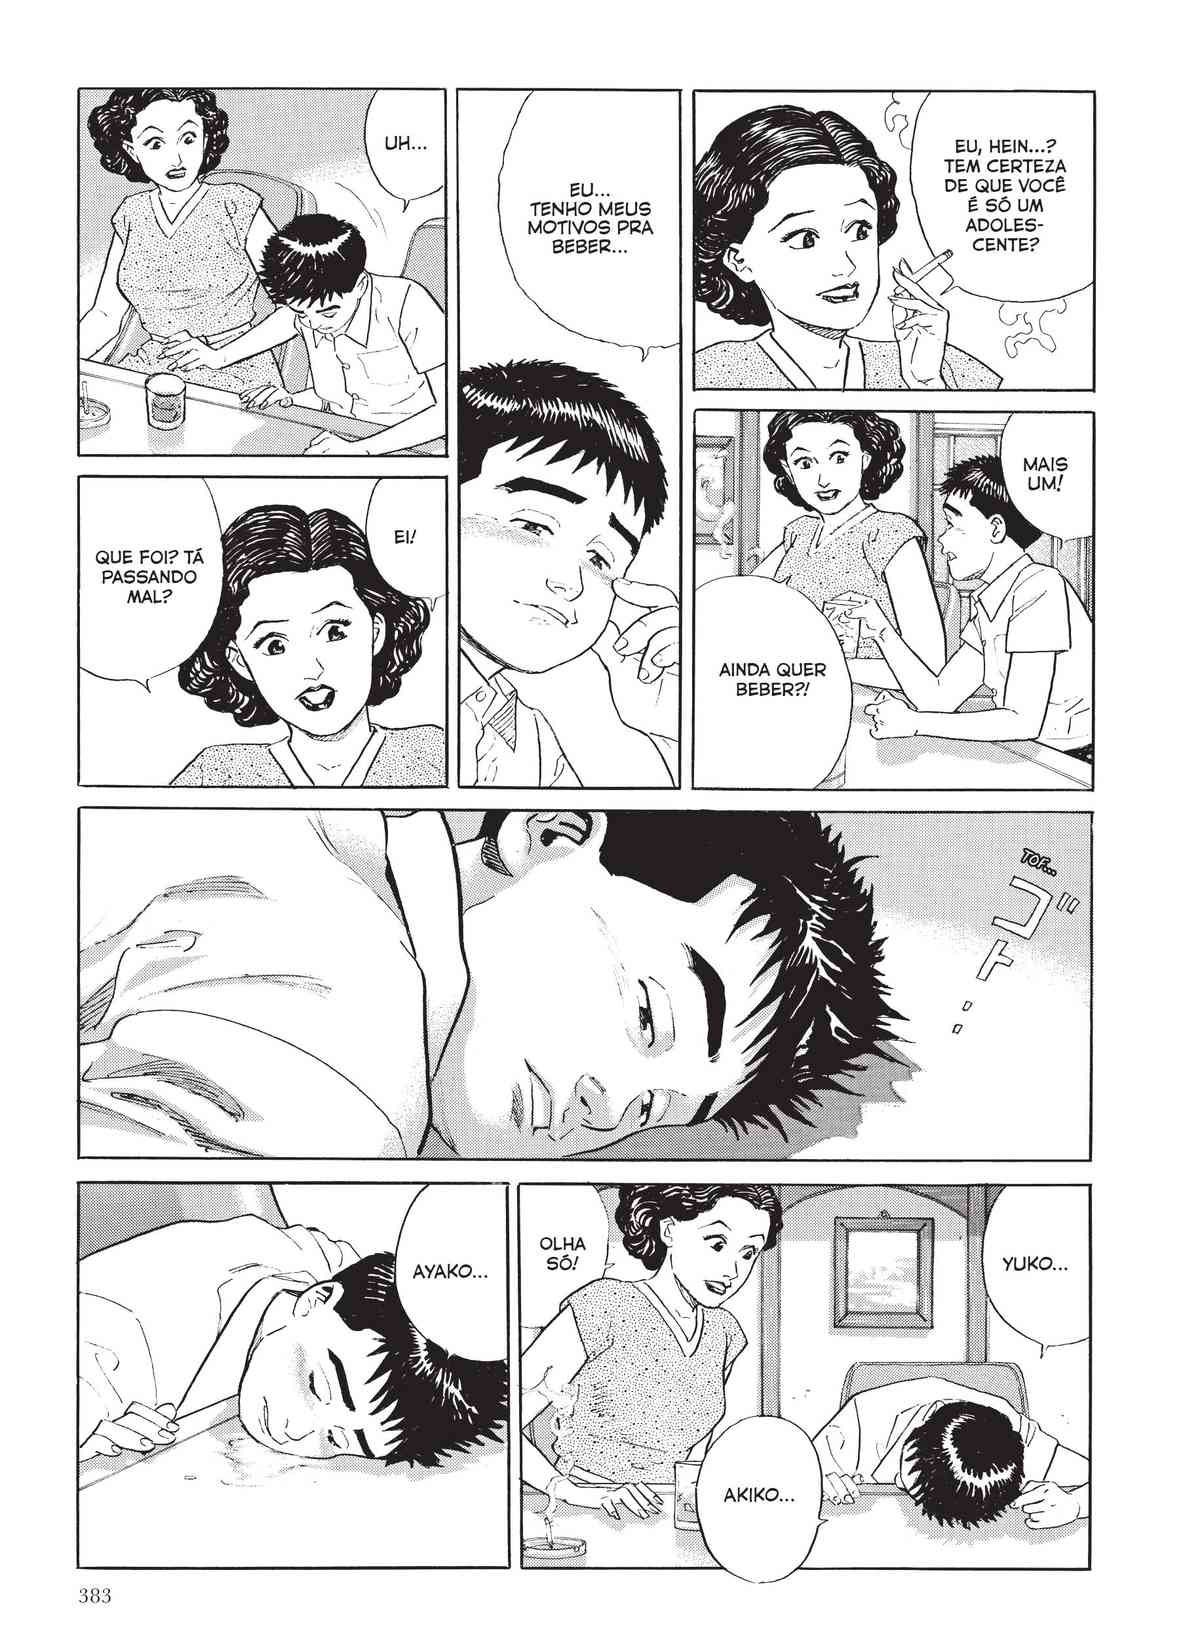 EU, HEIN...?
TEM CERTEZA
DE QUE VOCÊ
É SÓ UM
ADOLES-
CENTE?
MAIS
UM!
AINDA QUER
BEBER?!
EU...
TENHO MEUS
MOTIVOS PRA
BEBER...
UH...
EI!
QUE FOI? TÁ
PASSANDO
MAL?
TOF...
ゴト..
YUKO...
AKIKO...
OLHA
SÓ!
AYAKO...
383